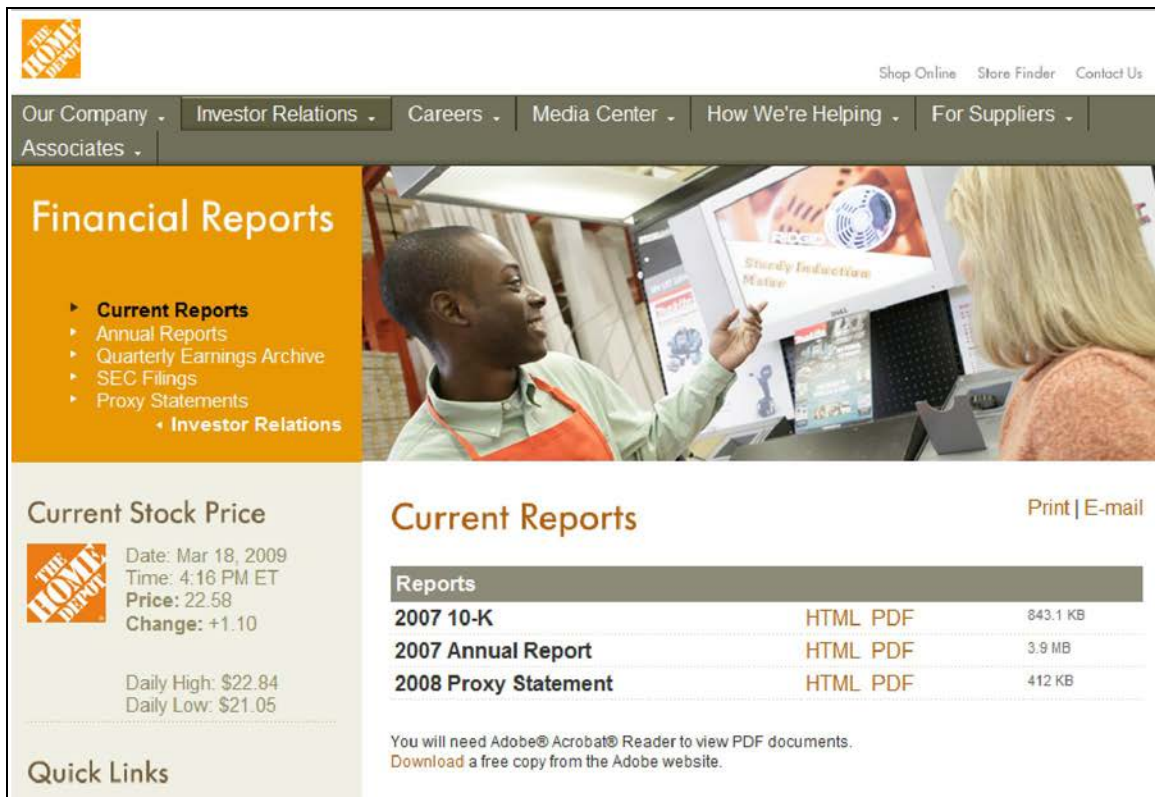 THE
HOME
DEPOT
Shop Online Store Finder Contact Us
Our Company Investor Relations Careers Media Center How We're Helping For Suppliers
Associates
Financial Reports
Current Reports
Annual Reports
Quarterly Earnings Archive
SEC Filings
Proxy Statements
Investor Relations
Sturdy Induction
Motor
DELL
Current Stock Price
THE
HOME
DEPOT
Date: Mar 18, 2009
Time: 4:16 PM ET
Price: 22.58
Change: +1.10
Daily High: $22.84
Daily Low: $21.05
Quick Links
Current Reports
Print | E-mail
Reports
2007 10-K HTML PDF 843.1 KB
2007 Annual Report HTML PDF 3.9 MB
2008 Proxy Statement HTML PDF 412 KB
You will need Adobe® Acrobat® Reader to view PDF documents.
Download a free copy from the Adobe website.